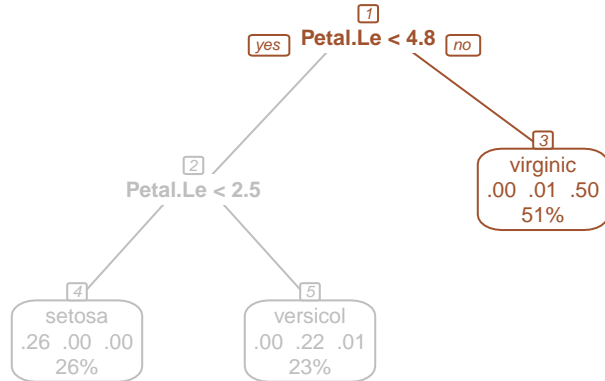 1
yes Petal.Le < 4.8 no
2
Petal.Le < 2.5
3
virginic
.00 .01 .50
51%
4
setosa
.26 .00 .00
26%
5
versicol
.00 .22 .01
23%